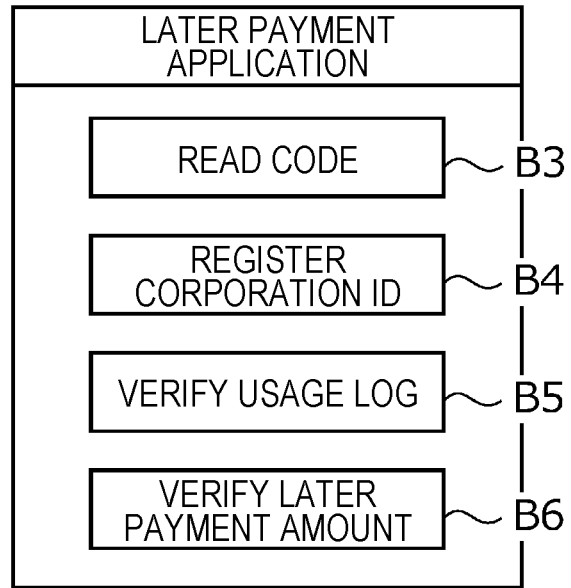 LATER PAYMENT
APPLICATION
READ CODE
B3
REGISTER
CORPORATION ID
B4
VERIFY USAGE LOG
B5
VERIFY LATER
PAYMENT AMOUNT
B6